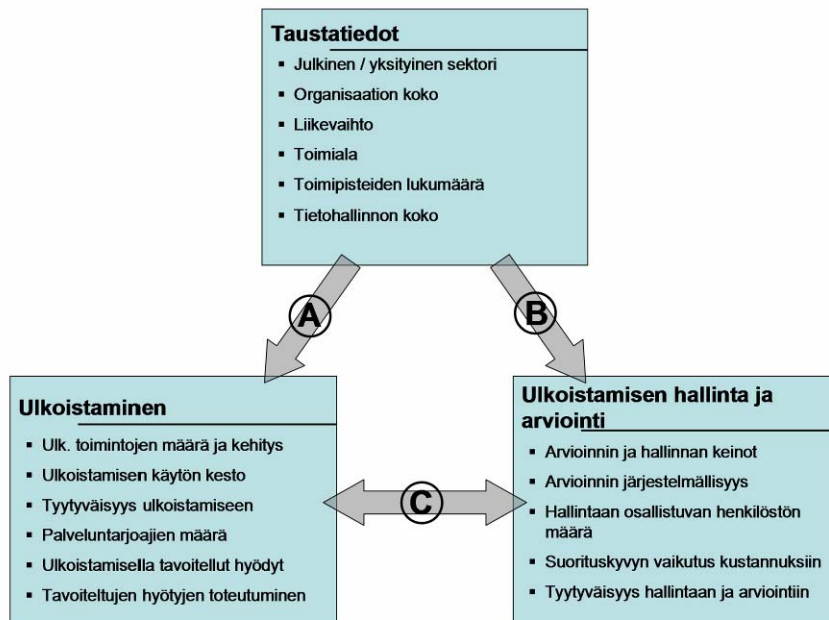 Taustatiedot
▪ Julkinen / yksityinen sektori
▪ Organisaation koko
▪ Liikevaihto
▪ Toimiala
▪ Toimipisteiden lukumäärä
▪ Tietohallinnon koko
A
B
Ulkoistaminen
▪ Ulk. toimintojen määrä ja kehitys
▪ Ulkoistamisen käytön kesto
▪ Tyytyväisyys ulkoistamiseen
▪ Palveluntarjoajien määrä
▪ Ulkoistamisella tavoitellut hyödyt
▪ Tavoiteltujen hyötyjen toteutuminen
C
Ulkoistamisen hallinta ja
arviointi
▪ Arvioinnin ja hallinnan keinot
▪ Arvioinnin järjestelmällisyys
▪ Hallintaan osallistuvan henkilöstön
määrä
▪ Suorituskyvyn vaikutus kustannuksiin
▪ Tyytyväisyys hallintaan ja arviointiin